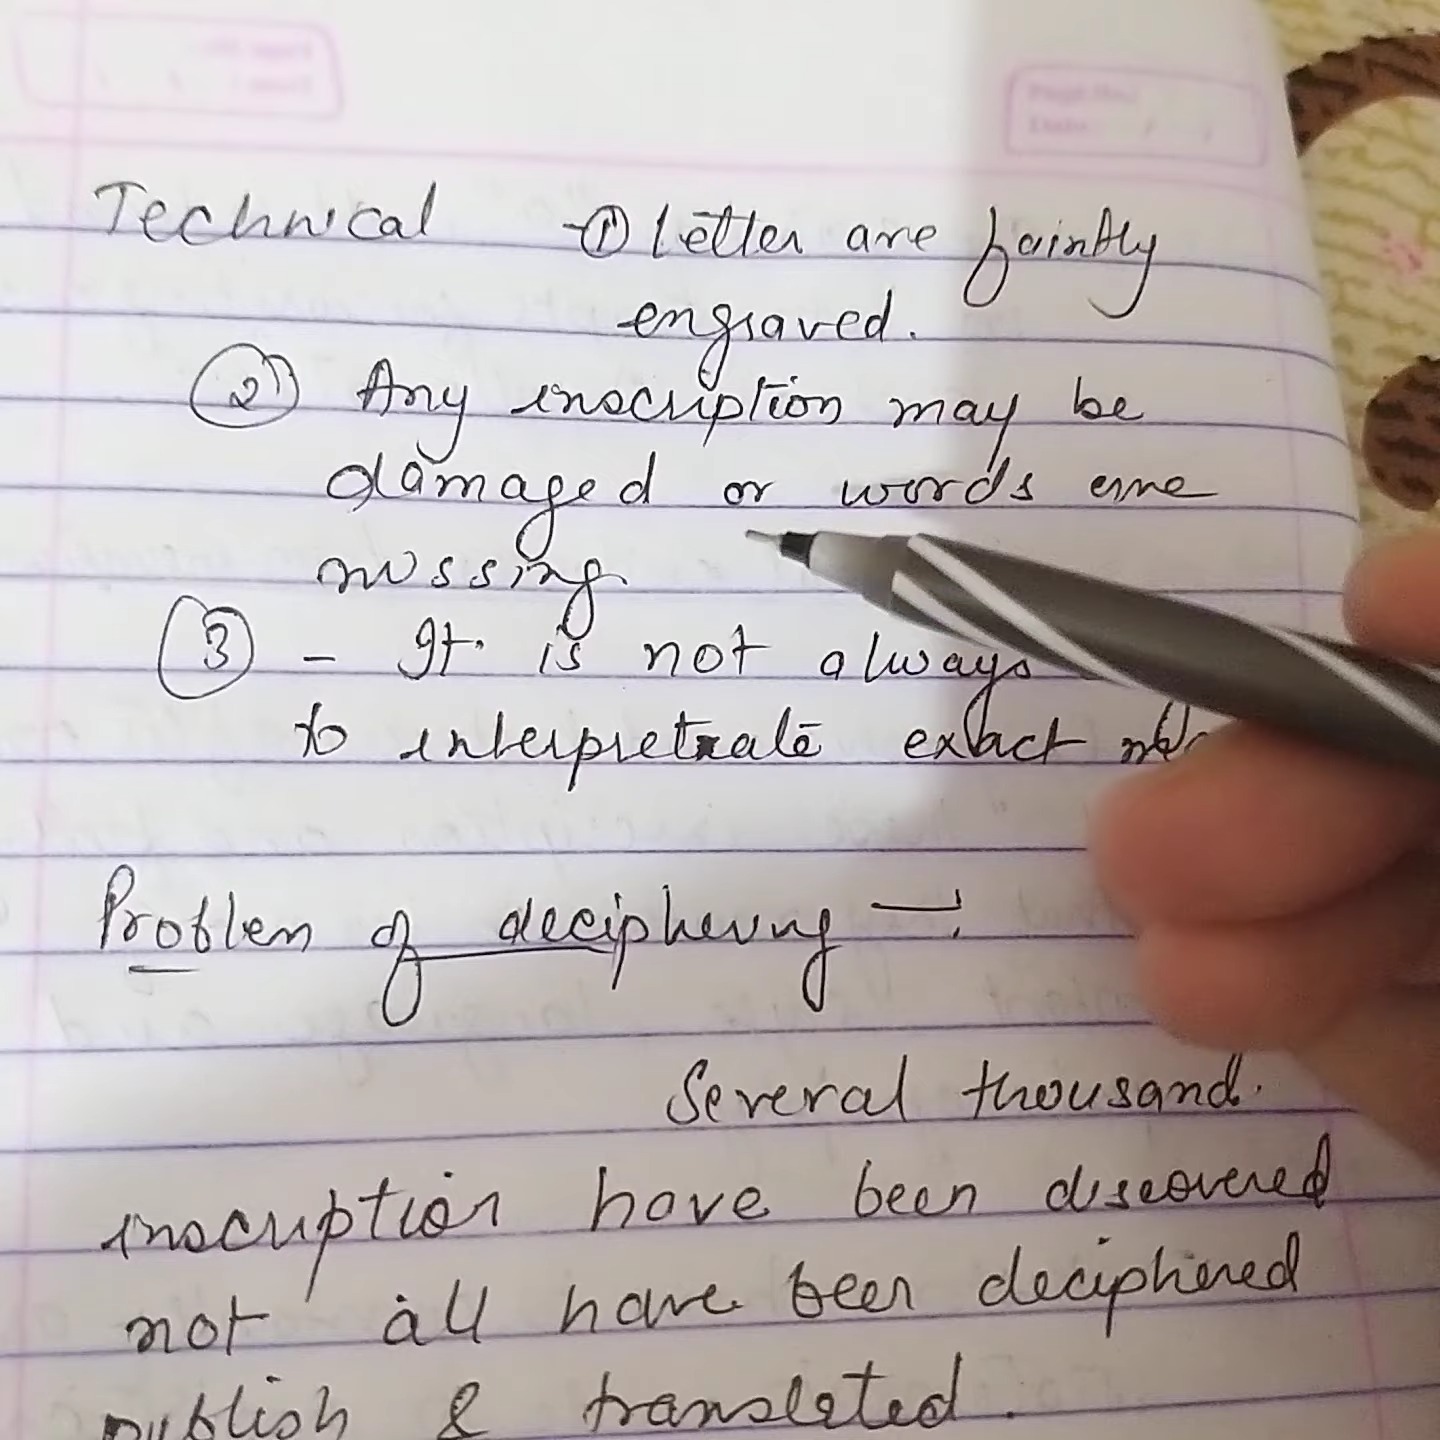 Technical -① Letter are faintly
engraved.
② Any inscription may be
damaged or words are
missing
③ - It is not always
to interpretrate exact
Problem of deciphering -:
Several thousand.
inscription have been discovered
not all have been deciphered
publish & translated.